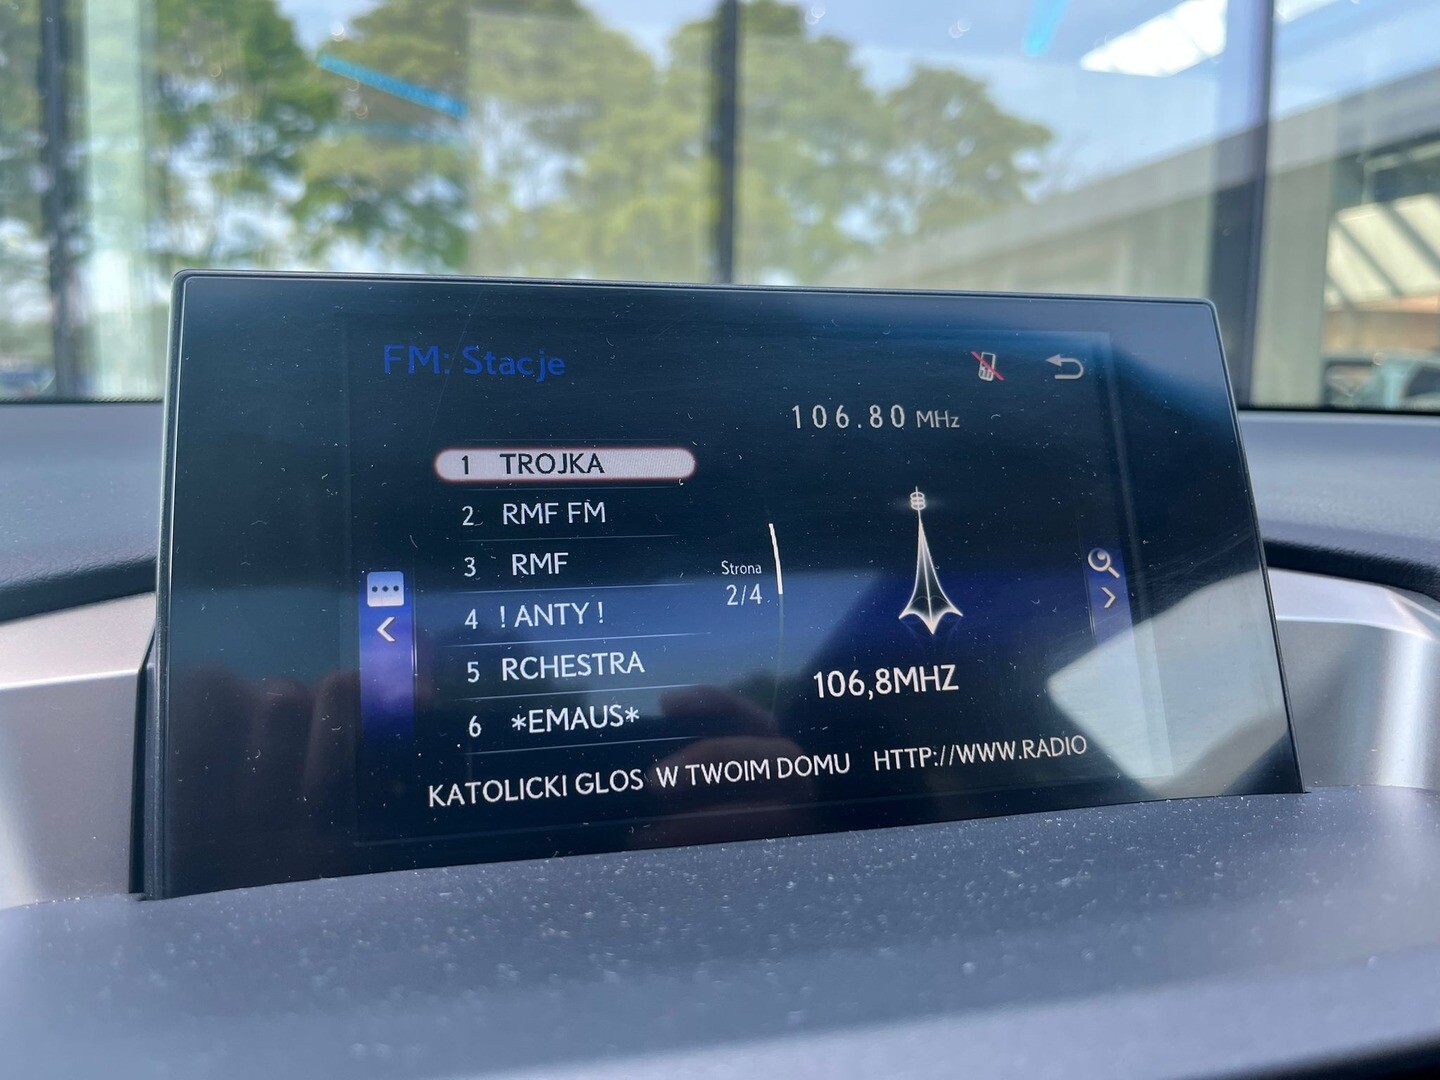 FM: Stacje
106.80 MHz
1 TROJKA
2 RMF FM
3 RMF
4 ! ANTY !
5 RCHESTRA
6 *EMAUS*
Strona
2/4
106,8MHZ
KATOLICKI GLOS W TWOIM DOMU HTTP://WWW.RADIO